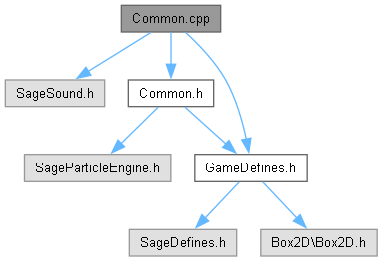 Common.cpp
SageSound.h
Common.h
SageParticleEngine.h
GameDefines.h
SageDefines.h
Box2D\Box2D.h